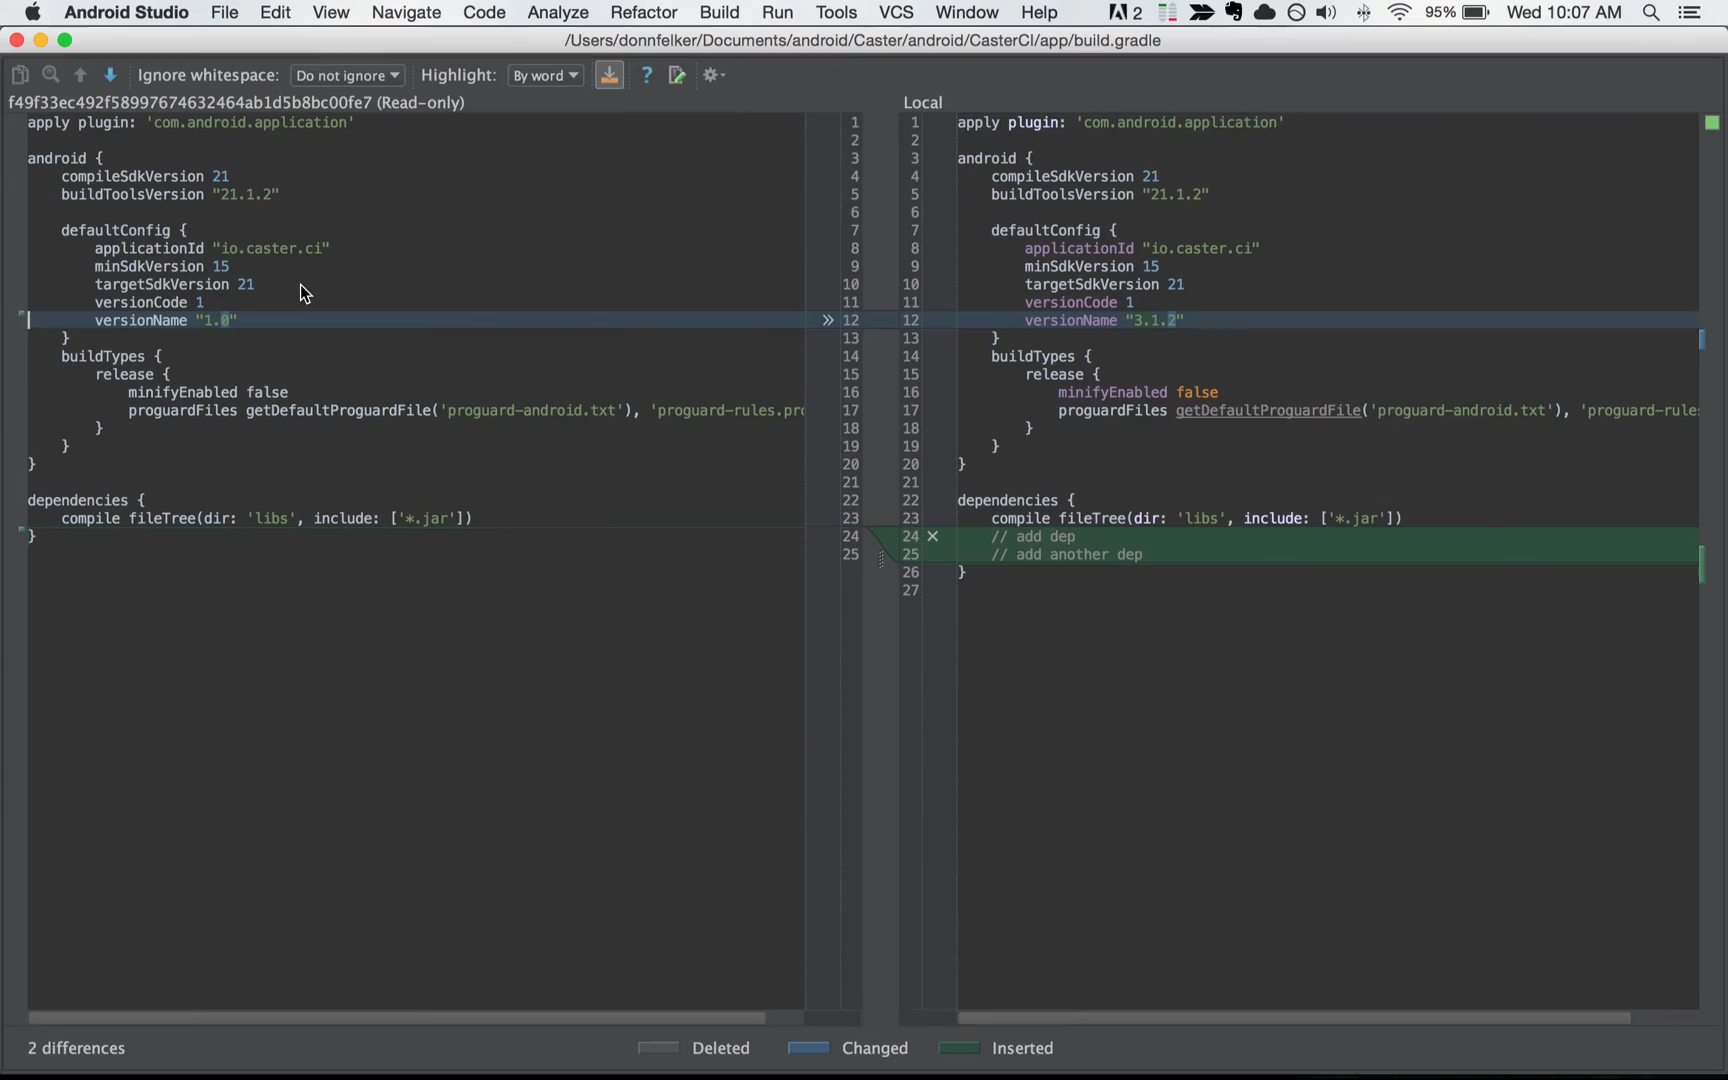 Android Studio File Edit View Navigate Code Analyze Refactor Build Run Tools VCS Window Help 2 95% Wed 10:07 AM
/Users/donnfelker/Documents/android/Caster/android/CasterCI/app/build.gradle
Ignore whitespace: Do not ignore Highlight: By word ?
f49f33ec492f58997674632464ab1d5b8bc00fe7 (Read-only)
apply plugin: 'com.android.application' 1
2
android { 3
compileSdkVersion 21 4
buildToolsVersion "21.1.2" 5
6
defaultConfig { 7
applicationId "io.caster.ci" 8
minSdkVersion 15 9
targetSdkVersion 21 10
versionCode 1 11
versionName "1.0" » 12
} 13
buildTypes { 14
release { 15
minifyEnabled false 16
proguardFiles getDefaultProguardFile('proguard-android.txt'), 'proguard-rules.pro 17
} 18
} 19
} 20
21
dependencies { 22
compile fileTree(dir: 'libs', include: ['*.jar']) 23
} 24
25
Local
1 apply plugin: 'com.android.application'
2
3 android {
4 compileSdkVersion 21
5 buildToolsVersion "21.1.2"
6
7 defaultConfig {
8 applicationId "io.caster.ci"
9 minSdkVersion 15
10 targetSdkVersion 21
11 versionCode 1
12 versionName "3.1.2"
13 }
14 buildTypes {
15 release {
16 minifyEnabled false
17 proguardFiles getDefaultProguardFile('proguard-android.txt'), 'proguard-rules
18 }
19 }
20 }
21
22 dependencies {
23 compile fileTree(dir: 'libs', include: ['*.jar'])
24 // add dep
25 // add another dep
26 }
27
2 differences Deleted Changed Inserted